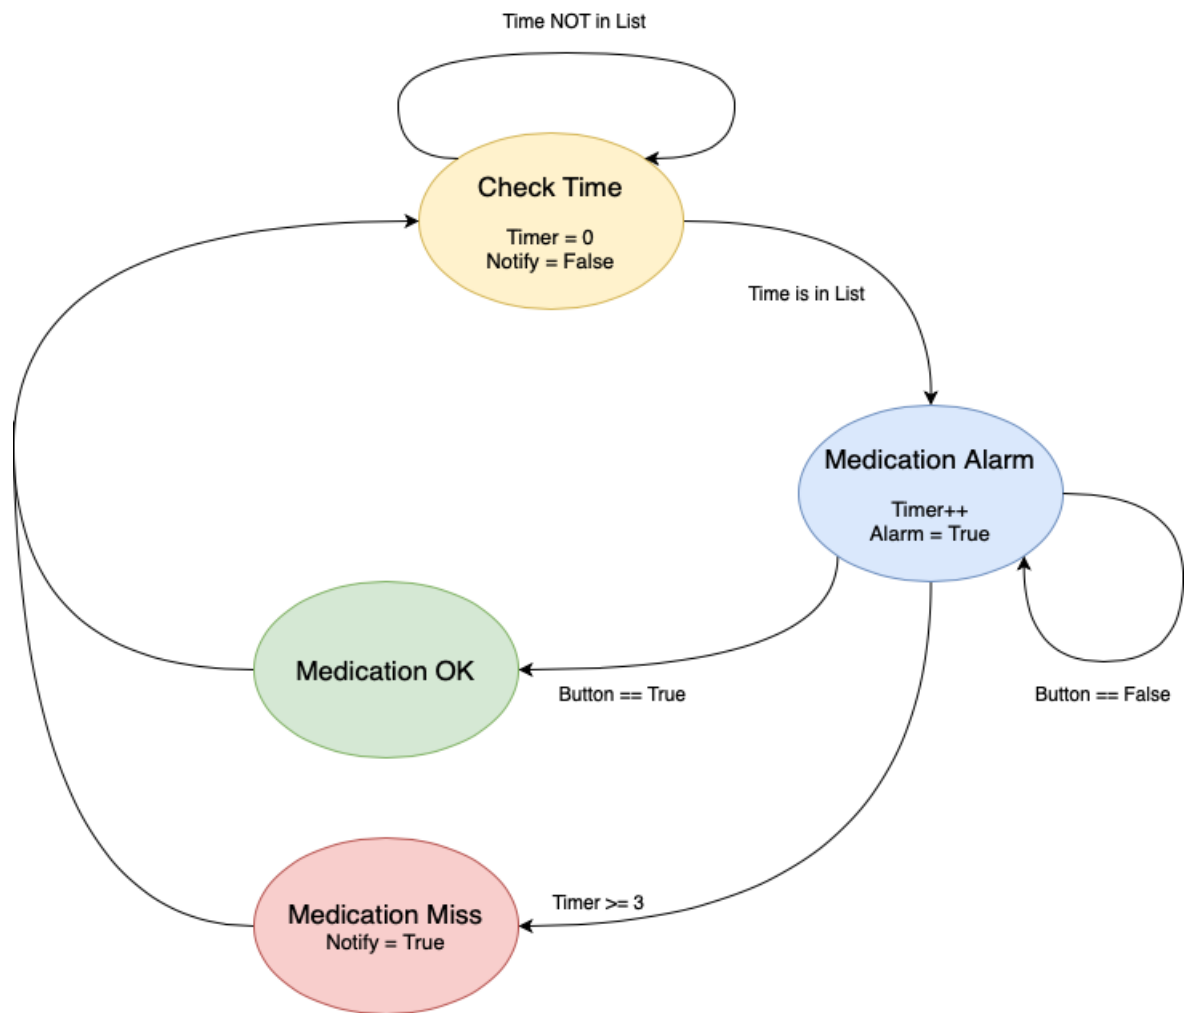 Time NOT in List
Check Time
Timer = 0
Notify = False
Time is in List
Medication Alarm
Timer++
Alarm = True
Medication OK
Button == True
Button == False
Medication Miss
Notify = True
Timer >= 3